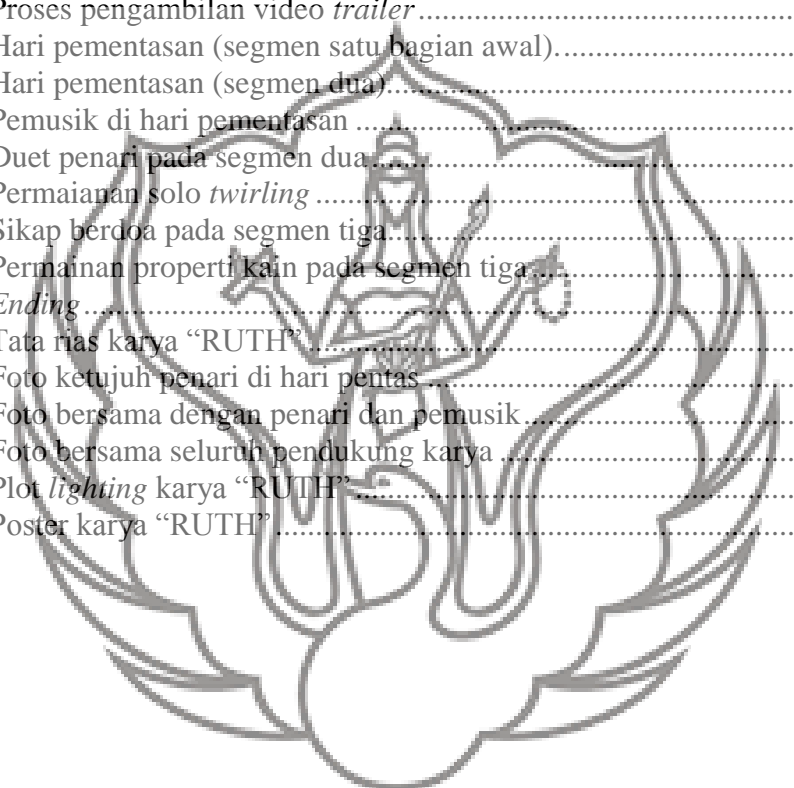 Proses pengambilan video trailer ..........................................
Hari pementasan (segmen satu bagian awal). ..........................
Hari pementasan (segmen dua) ..............................................
Pemusik di hari pementasan ..................................................
Duet penari pada segmen dua ................................................
Permaianan solo twirling .......................................................
Sikap berdoa pada segmen tiga ..............................................
Permainan properti kain pada segmen tiga ..............................
Ending ..................................................................................
Tata rias karya “RUTH” .........................................................
Foto ketujuh penari di hari pentas ..........................................
Foto bersama dengan penari dan pemusik ..............................
Foto bersama seluruh pendukung karya .................................
Plot lighting karya “RUTH” ...................................................
Poster karya “RUTH” ............................................................